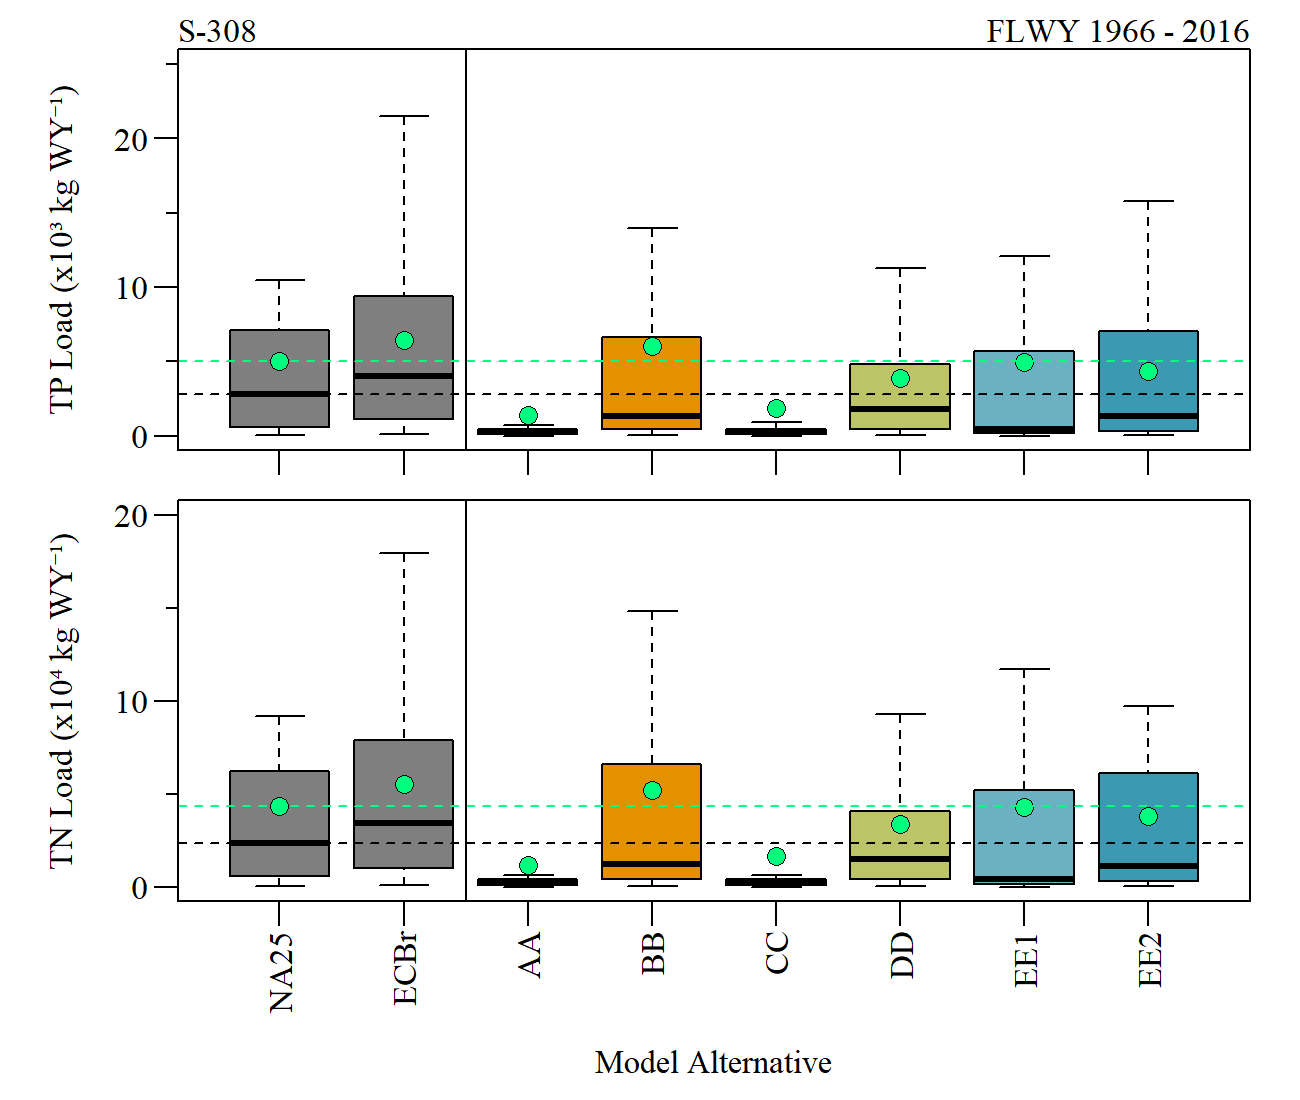 S-308 FLWY 1966 - 2016
TP Load (x10³ kg WY⁻¹)
20
10
0
TN Load (x10⁴ kg WY⁻¹)
20
10
0
NA25 ECBr AA BB CC DD EE1 EE2
Model Alternative